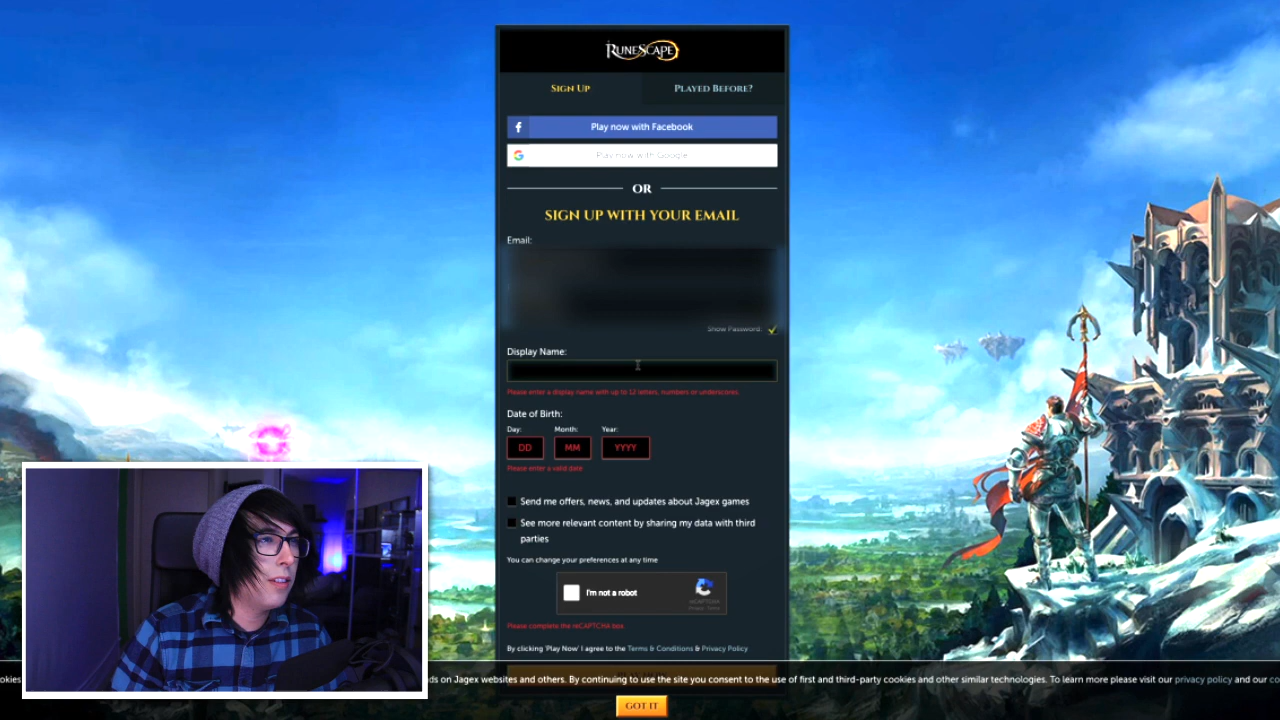 RuneScape
Sign Up
Played Before?
f
Play now with Facebook
Play now with Google
OR
SIGN UP WITH YOUR EMAIL
Email:
Show Password:
Display Name:
Please enter a display name with up to 12 letters, numbers or underscores.
Date of Birth:
Day: Month: Year:
DD MM YYYY
Please enter a valid date
Send me offers, news, and updates about Jagex games
See more relevant content by sharing my data with third
parties
You can change your preferences at any time
I'm not a robot
reCAPTCHA
Privacy - Terms
Please complete the reCAPTCHA box.
By clicking 'Play Now' I agree to the Terms & Conditions & Privacy Policy
ookies
ds on Jagex websites and others. By continuing to use the site you consent to the use of first and third-party cookies and other similar technologies. To learn more please visit our privacy policy and our co
GOT IT